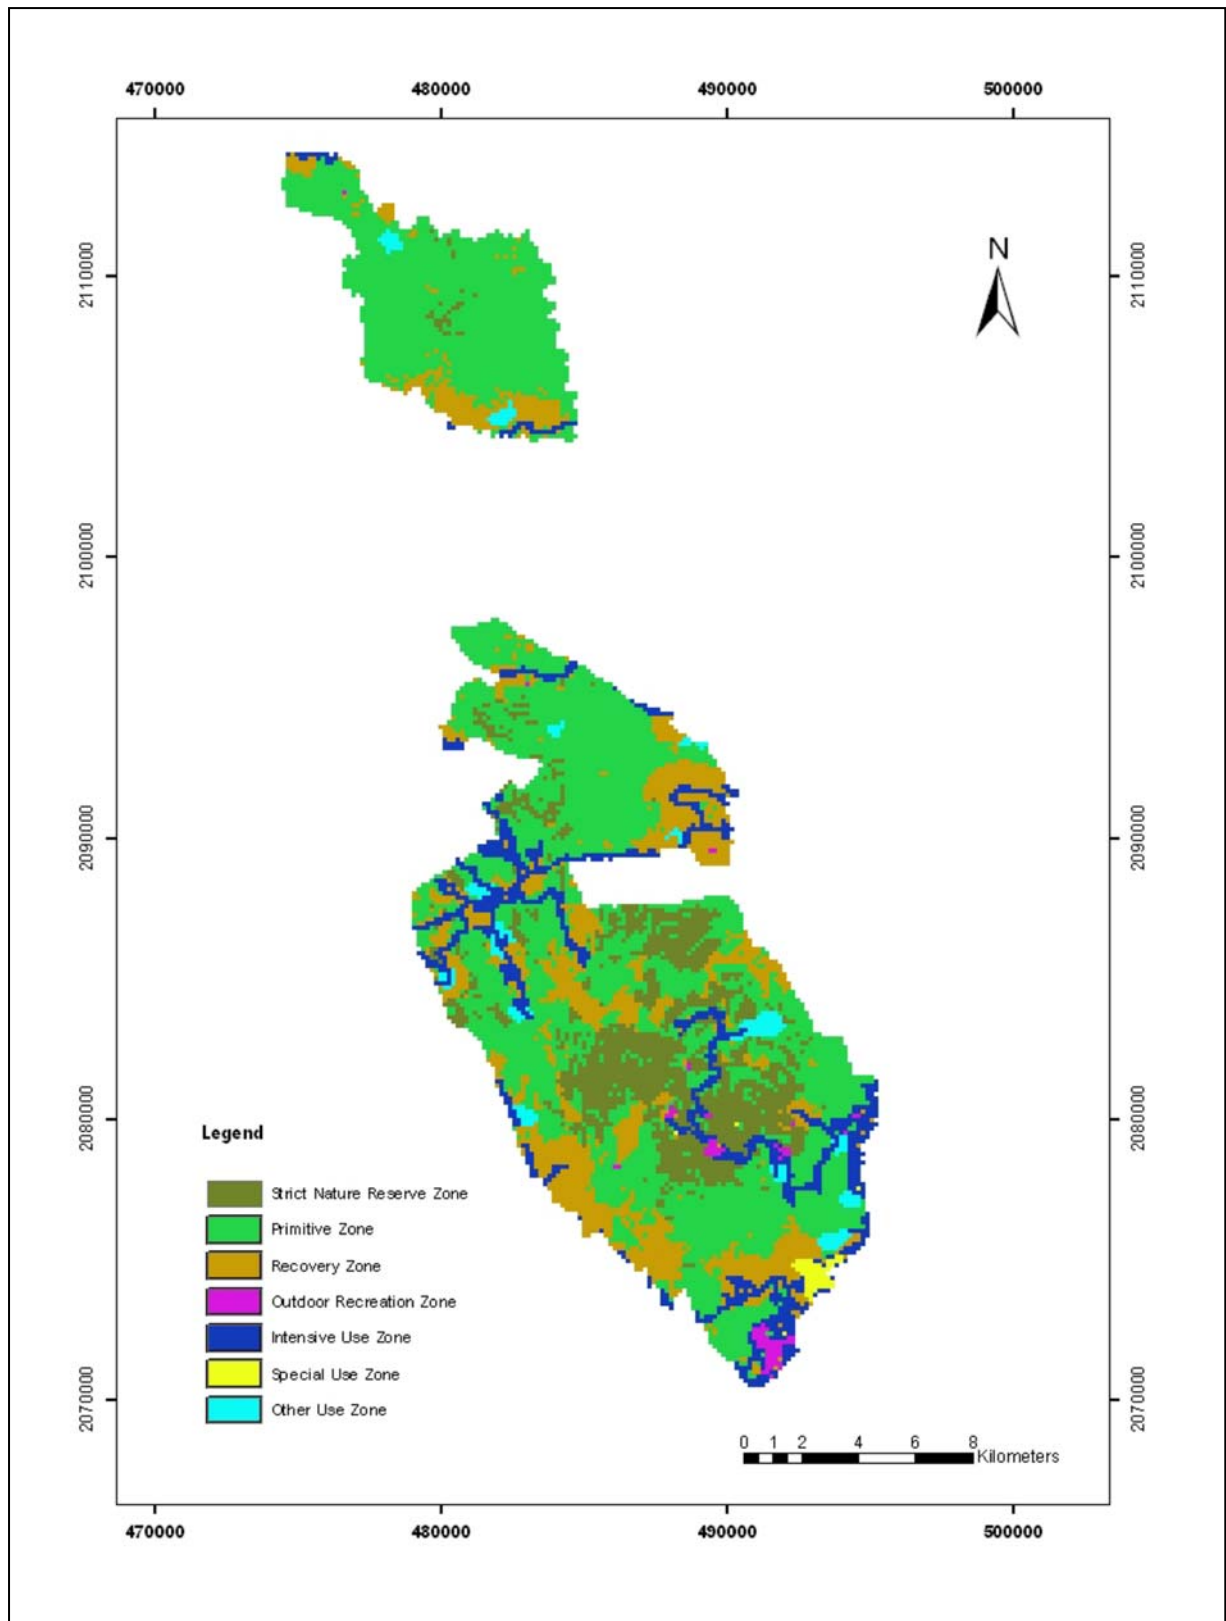 470000 480000 490000 500000
N
2110000 2110000
2100000 2100000
2090000 2090000
2080000 2080000
Legend
Strict Nature Reserve Zone
Primitive Zone
Recovery Zone
Outdoor Recreation Zone
Intensive Use Zone
Special Use Zone
Other Use Zone
2070000 2070000
0 1 2 4 6 8
Kilometers
470000 480000 490000 500000